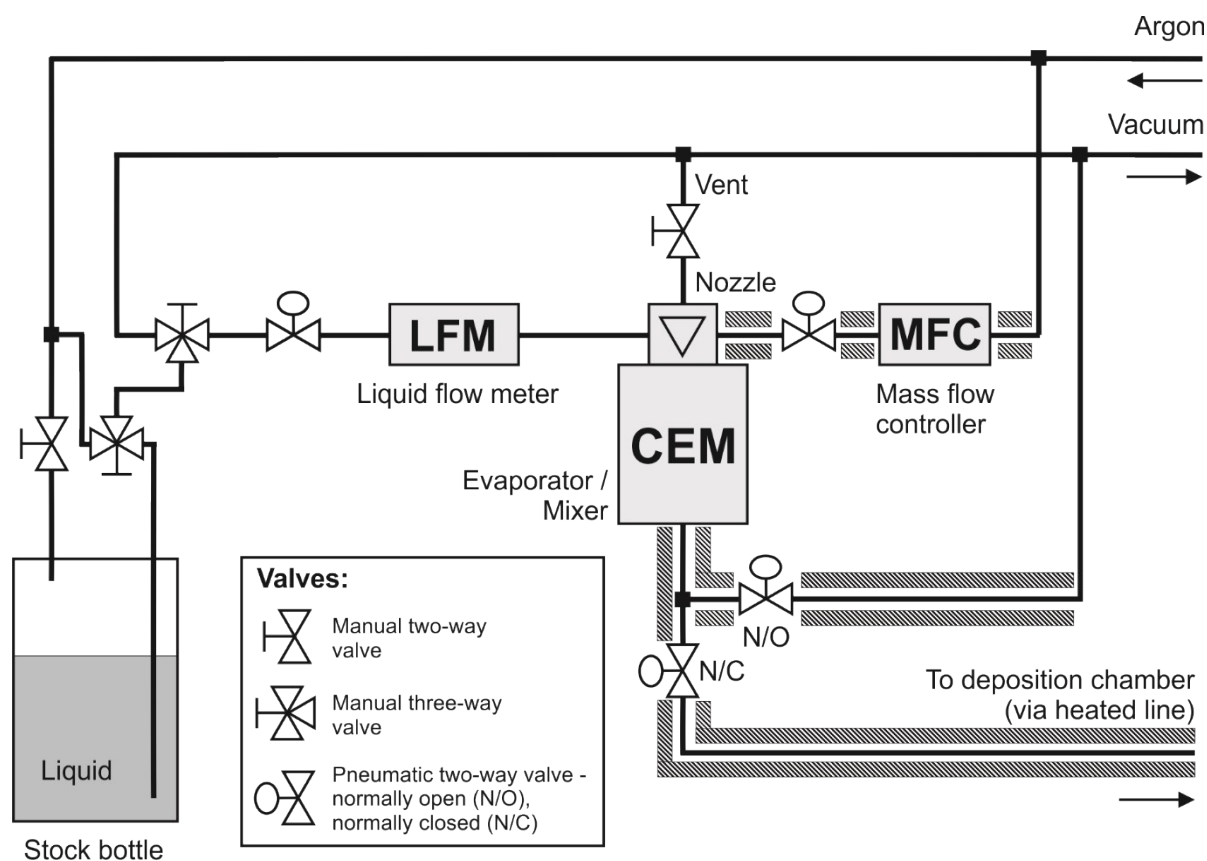 Argon
Vacuum
Vent
Nozzle
LFM
MFC
Liquid flow meter
Mass flow
controller
CEM
Evaporator /
Mixer
Valves:
Manual two-way
valve
Manual three-way
valve
Pneumatic two-way valve -
normally open (N/O),
normally closed (N/C)
N/O
N/C
To deposition chamber
(via heated line)
Liquid
Stock bottle